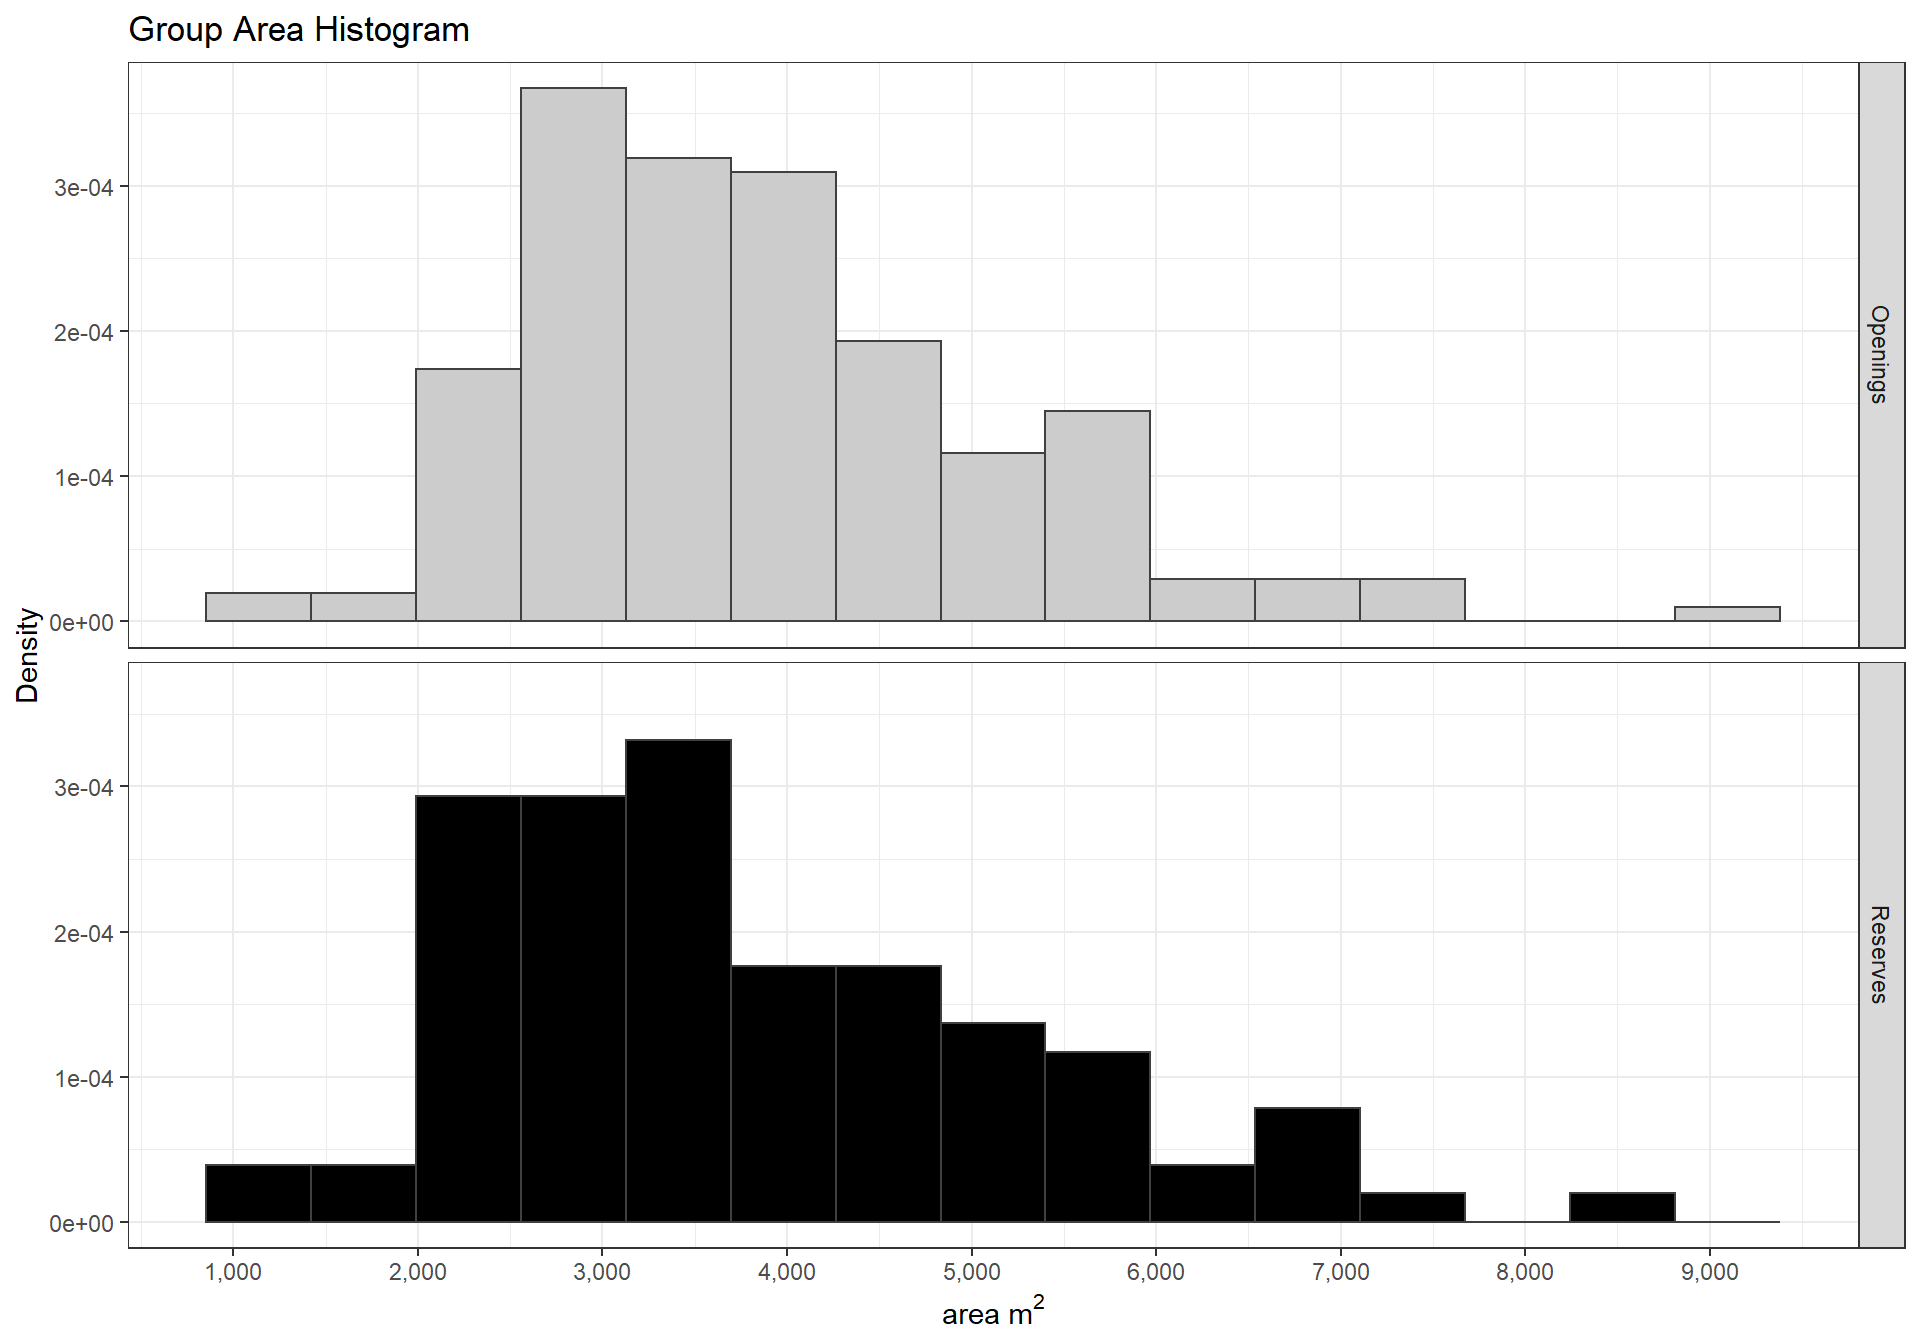 Group Area Histogram
3e-04
2e-04
1e-04
0e+00
Openings
Density
3e-04
2e-04
1e-04
0e+00
Reserves
1,000 2,000 3,000 4,000 5,000 6,000 7,000 8,000 9,000
area m²